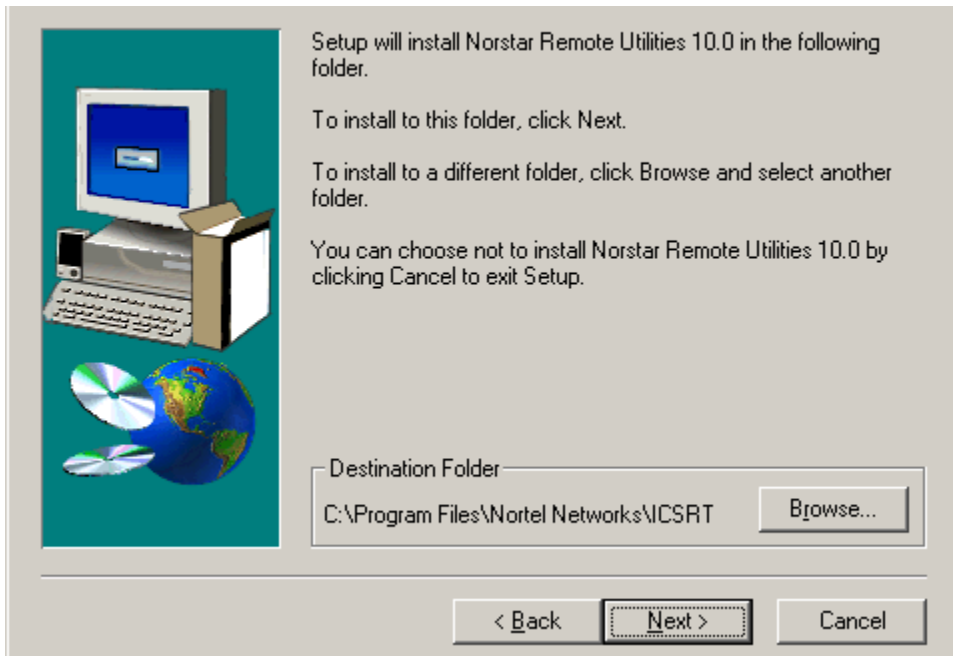 Setup will install Norstar Remote Utilities 10.0 in the following
folder.
To install to this folder, click Next.
To install to a different folder, click Browse and select another
folder.
You can choose not to install Norstar Remote Utilities 10.0 by
clicking Cancel to exit Setup.
Destination Folder
C:\Program Files\Nortel Networks\ICSRT
Browse...
< Back
Next >
Cancel